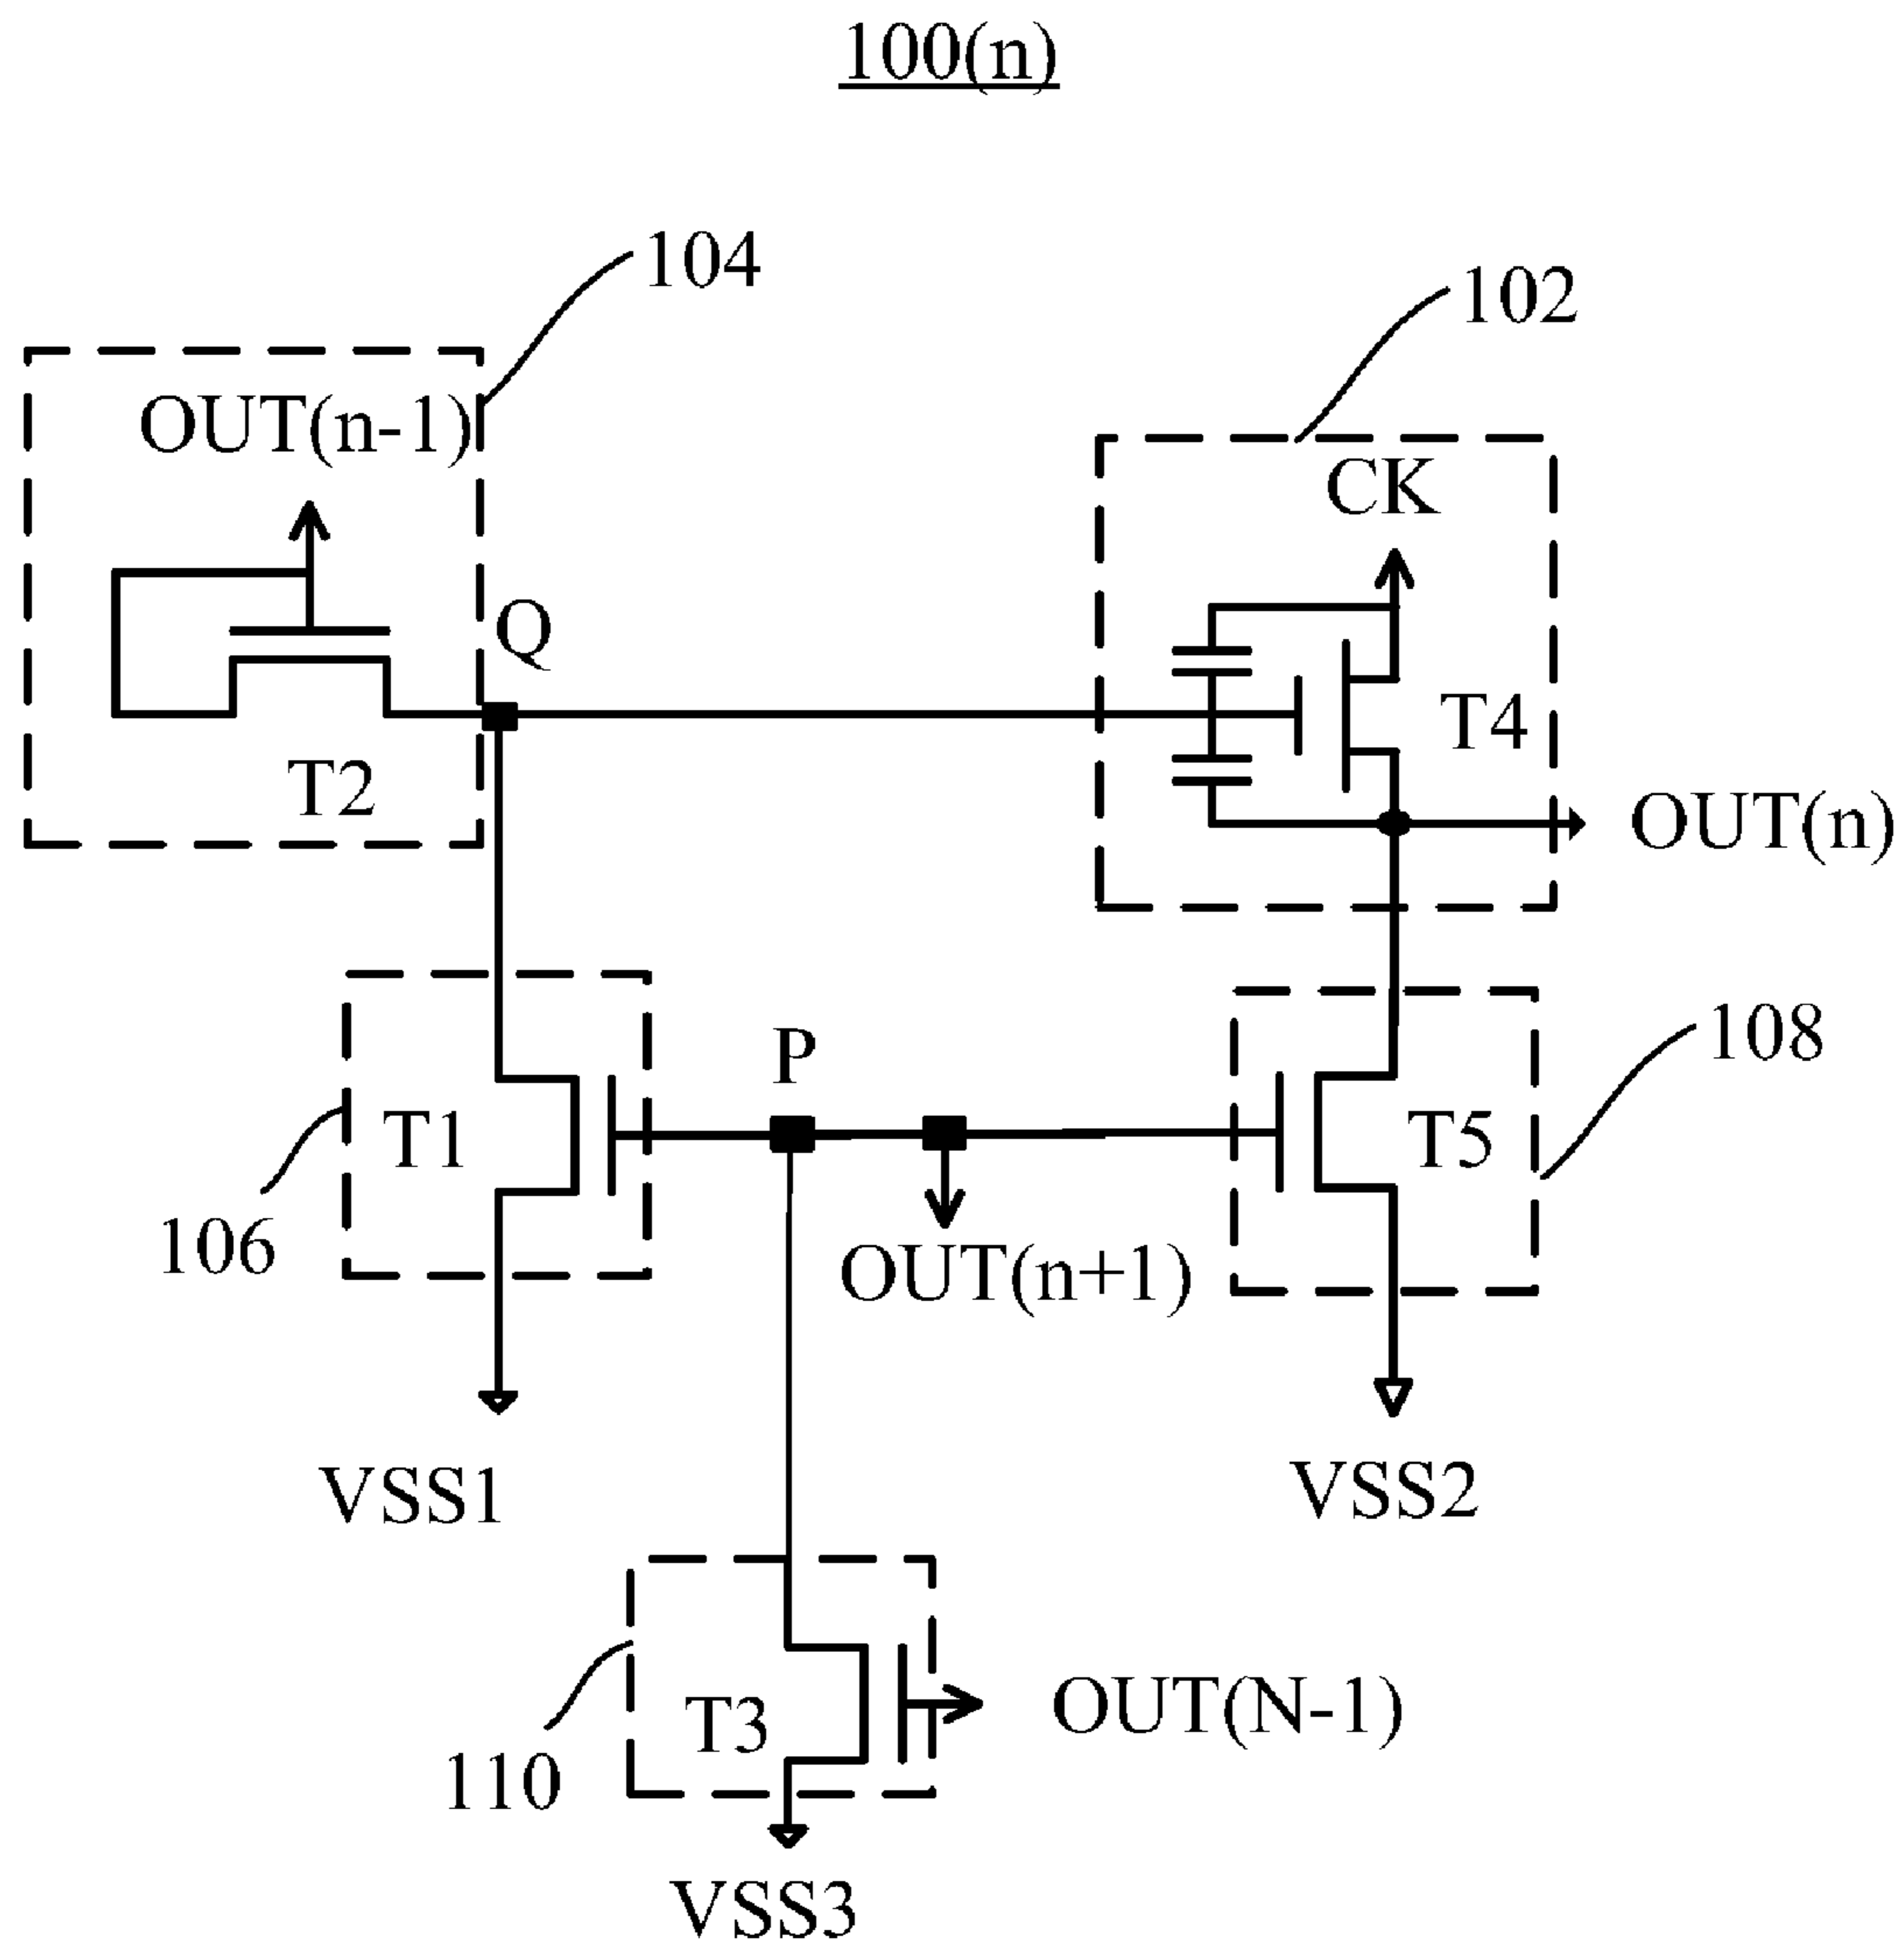 100(n)
104
102
OUT(n-1)
CK
Q
T4
T2
OUT(n)
108
P
T1
T5
106
OUT(n+1)
VSS1
VSS2
T3
OUT(N-1)
110
VSS3